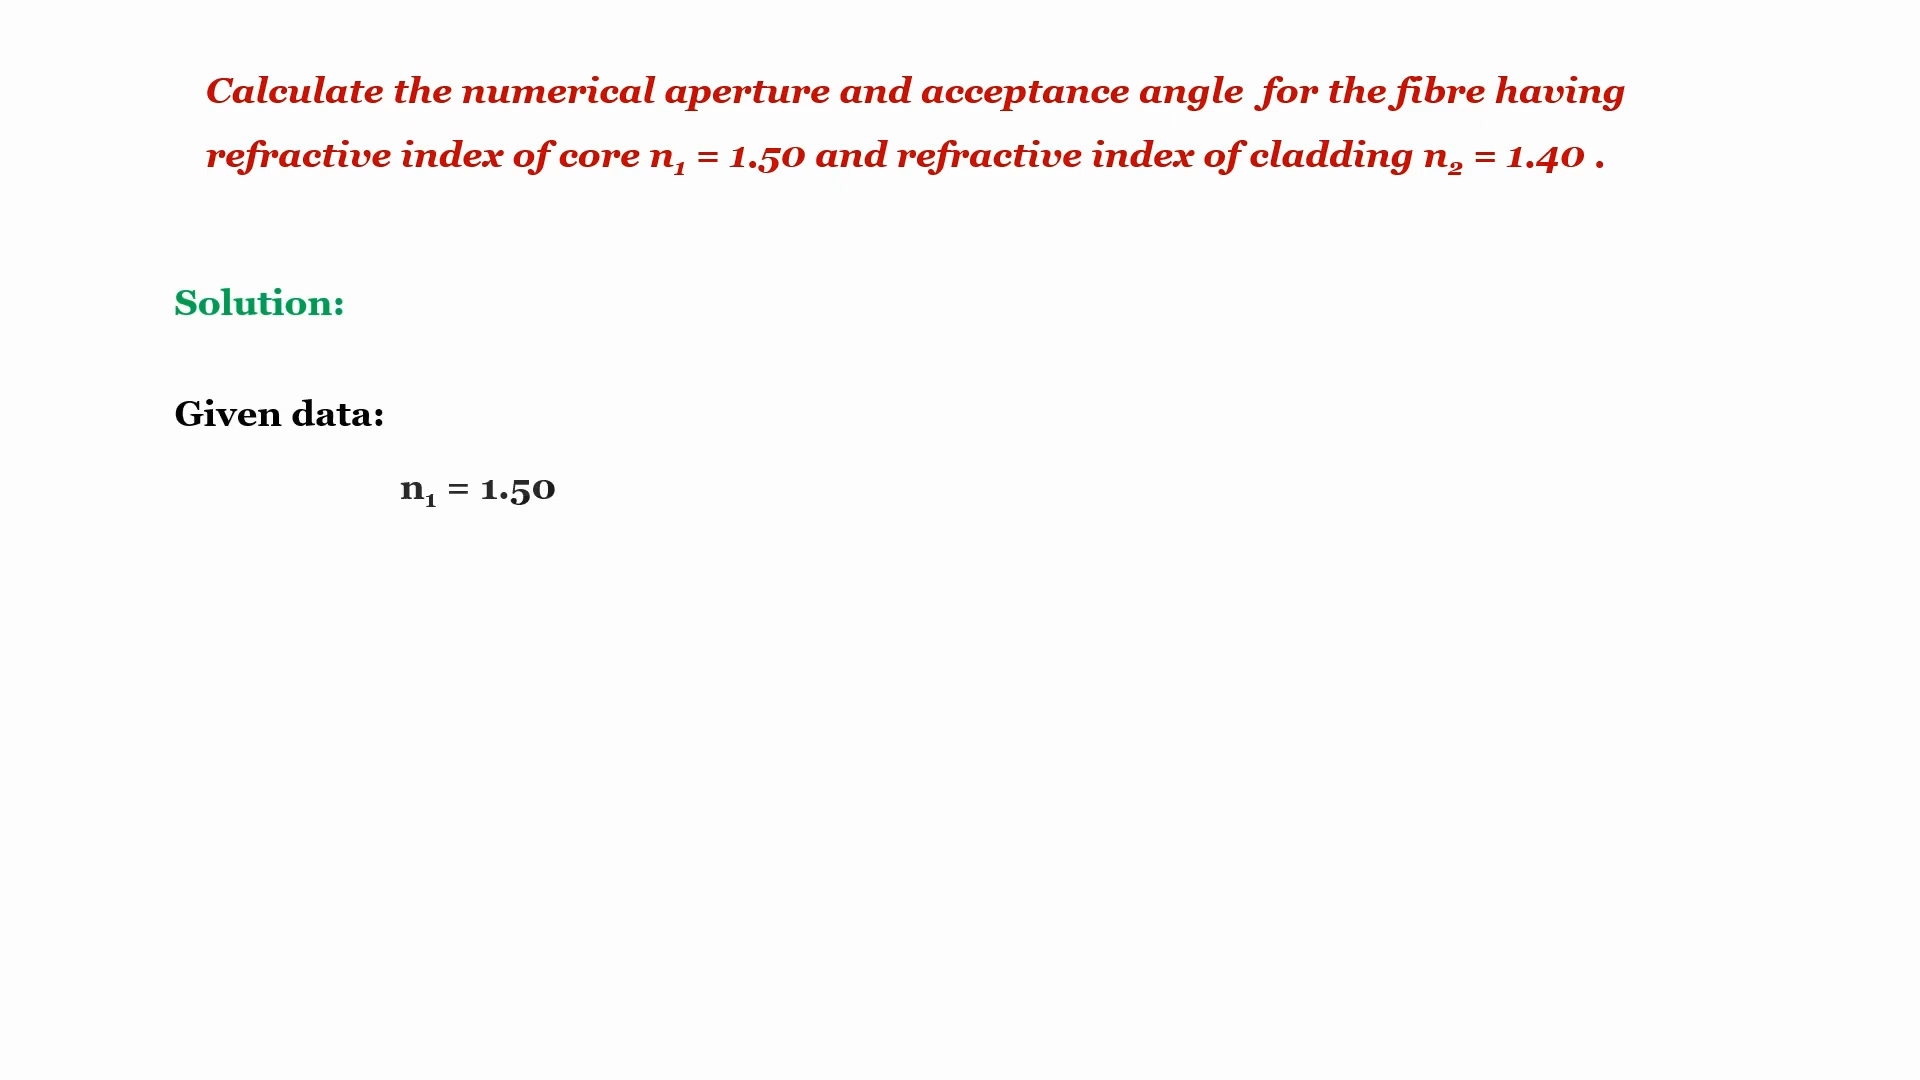 Calculate the numerical aperture and acceptance angle for the fibre having
refractive index of core n₁ = 1.50 and refractive index of cladding n₂ = 1.40 .
Solution:
Given data:
n₁ = 1.50